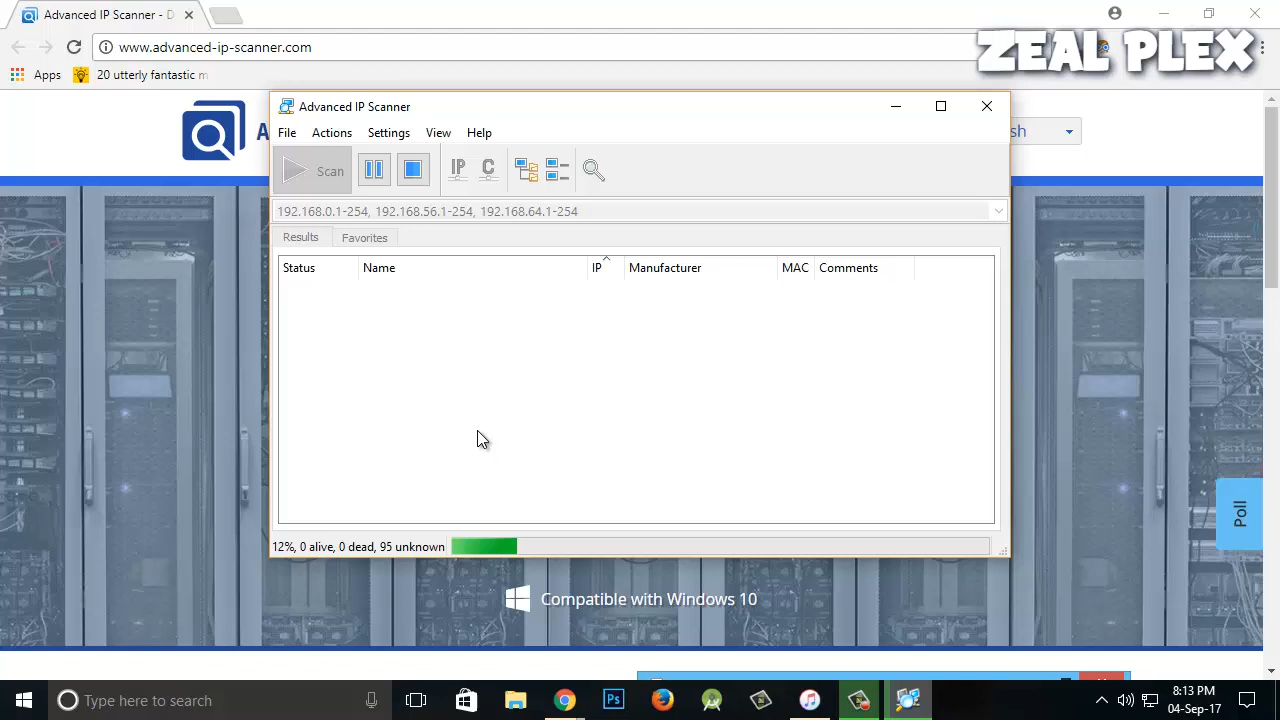 Advanced IP Scanner - D
www.advanced-ip-scanner.com
ZEAL PLEX
Apps
20 utterly fantastic m
A
sh
Advanced IP Scanner
File Actions Settings View Help
Scan
IP
C
192.168.0.1-254, 192.168.56.1-254, 192.168.64.1-254
Results Favorites
Status Name IP Manufacturer MAC Comments
12%, 0 alive, 0 dead, 95 unknown
Poll
Compatible with Windows 10
Type here to search
Ps
8:13 PM
04-Sep-17